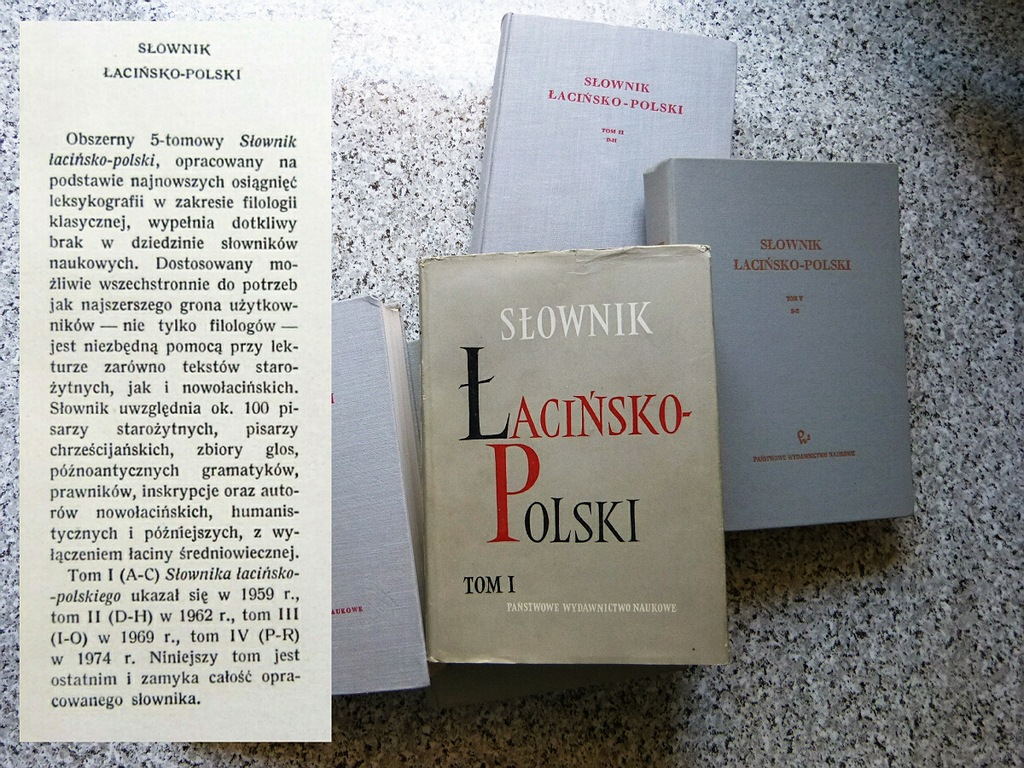 SŁOWNIK
ŁACIŃSKO-POLSKI
Obszerny 5-tomowy Słownik
łacińsko-polski, opracowany na
podstawie najnowszych osiągnięć
leksykografii w zakresie filologii
klasycznej, wypełnia dotkliwy
brak w dziedzinie słowników
naukowych. Dostosowany mo-
żliwie wszechstronnie do potrzeb
jak najszerszego grona użytkow-
ników — nie tylko filologów —
jest niezbędną pomocą przy lek-
turze zarówno tekstów staro-
żytnych, jak i nowołacińskich.
Słownik uwzględnia ok. 100 pi-
sarzy starożytnych, pisarzy
chrześcijańskich, zbiory glos,
późnoantycznych gramatyków,
prawników, inskrypcje oraz auto-
rów nowołacińskich, humanis-
tycznych i późniejszych, z wy-
łączeniem łaciny średniowiecznej.
Tom I (A-C) Słownika łacińsko-
-polskiego ukazał się w 1959 r.,
tom II (D-H) w 1962 r., tom III
(I-O) w 1969 r., tom IV (P-R)
w 1974 r. Niniejszy tom jest
ostatnim i zamyka całość opra-
cowanego słownika.
SŁOWNIK
ŁACIŃSKO-POLSKI
TOM II
D-H
SŁOWNIK
ŁACIŃSKO-POLSKI
TOM V
S-Z
PAŃSTWOWE WYDAWNICTWO NAUKOWE
SŁOWNIK
ŁACIŃSKO-
POLSKI
TOM I
PAŃSTWOWE WYDAWNICTWO NAUKOWE